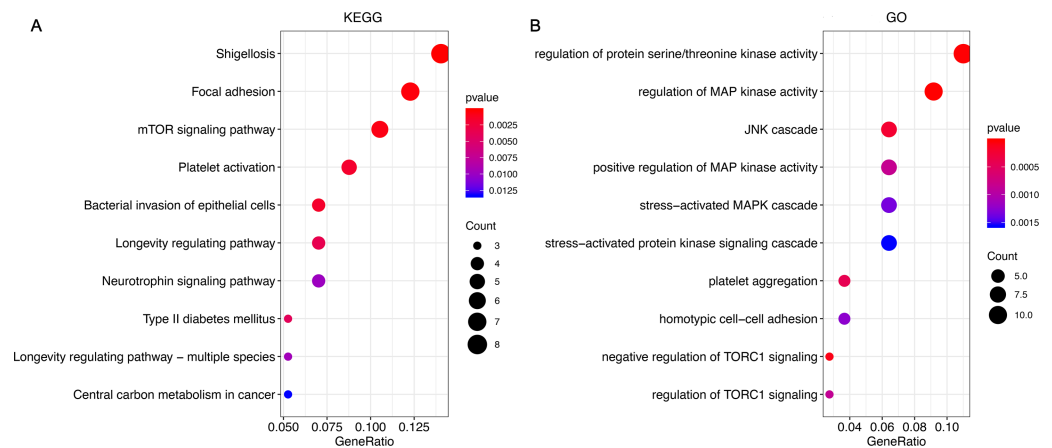 A
KEGG
Shigellosis
Focal adhesion
mTOR signaling pathway
Platelet activation
Bacterial invasion of epithelial cells
Longevity regulating pathway
Neurotrophin signaling pathway
Type II diabetes mellitus
Longevity regulating pathway − multiple species
Central carbon metabolism in cancer
0.050 0.075 0.100 0.125
GeneRatio
pvalue
0.0025
0.0050
0.0075
0.0100
0.0125
Count
3
4
5
6
7
8
B
GO
regulation of protein serine/threonine kinase activity
regulation of MAP kinase activity
JNK cascade
positive regulation of MAP kinase activity
stress−activated MAPK cascade
stress−activated protein kinase signaling cascade
platelet aggregation
homotypic cell−cell adhesion
negative regulation of TORC1 signaling
regulation of TORC1 signaling
0.04 0.06 0.08 0.10
GeneRatio
pvalue
0.0005
0.0010
0.0015
Count
5.0
7.5
10.0